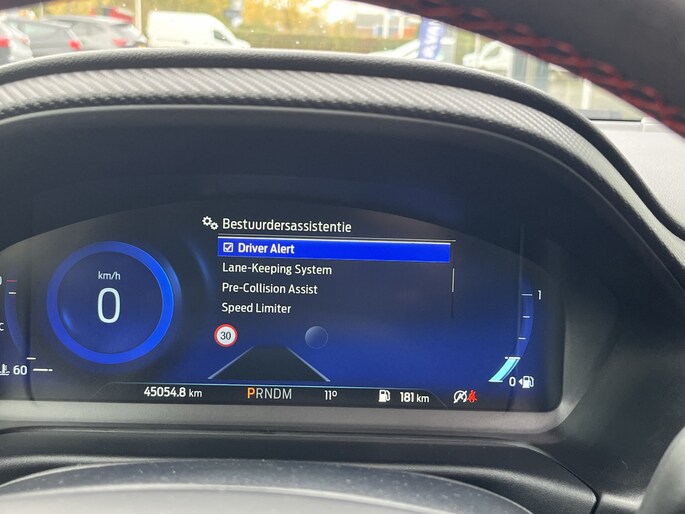 Bestuurdersassistentie
Driver Alert
Lane-Keeping System
Pre-Collision Assist
Speed Limiter
km/h
0
30
1
0
60
45054.8 km
PRNDM
11°
181 km